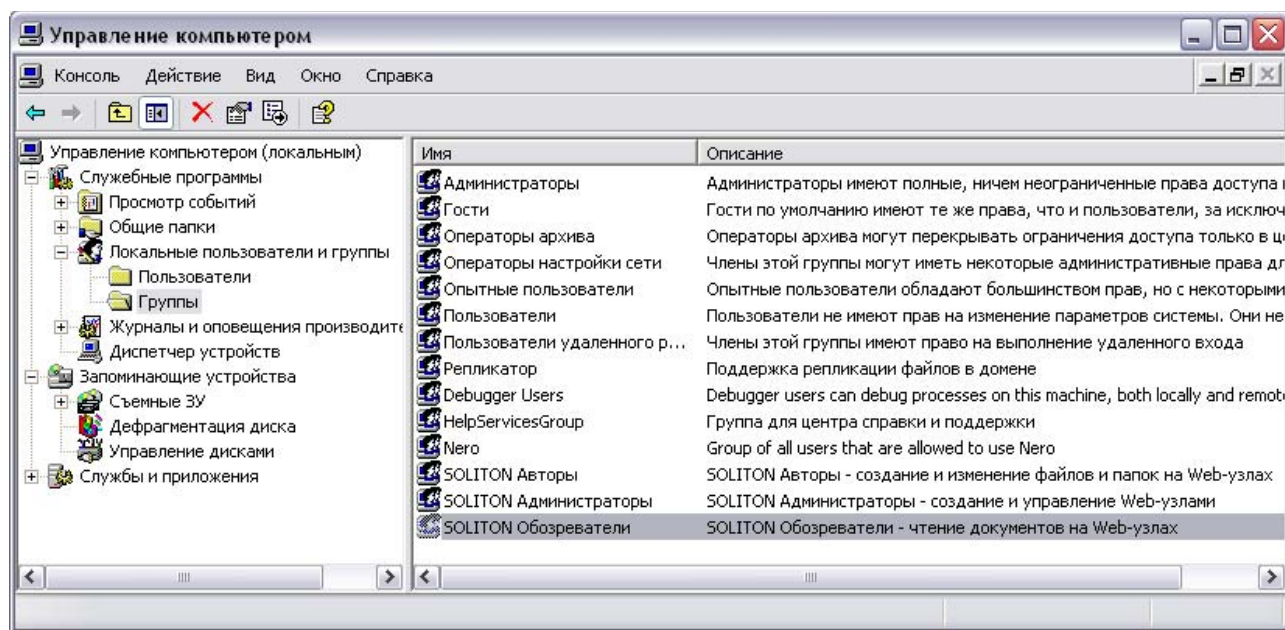 Управление компьютером
Консоль Действие Вид Окно Справка
Управление компьютером (локальным)
Служебные программы
Просмотр событий
Общие папки
Локальные пользователи и группы
Пользователи
Группы
Журналы и оповещения производите
Диспетчер устройств
Запоминающие устройства
Съемные ЗУ
Дефрагментация диска
Управление дисками
Службы и приложения
Имя Описание
Администраторы Администраторы имеют полные, ничем неограниченные права доступа
Гости Гости по умолчанию имеют те же права, что и пользователи, за исключ
Операторы архива Операторы архива могут перекрывать ограничения доступа только в ц
Операторы настройки сети Члены этой группы могут иметь некоторые административные права дл
Опытные пользователи Опытные пользователи обладают большинством прав, но с некоторыми
Пользователи Пользователи не имеют прав на изменение параметров системы. Они не
Пользователи удаленного р... Члены этой группы имеют право на выполнение удаленного входа
Репликатор Поддержка репликации файлов в домене
Debugger Users Debugger users can debug processes on this machine, both locally and remot
HelpServicesGroup Группа для центра справки и поддержки
Nero Group of all users that are allowed to use Nero
SOLITON Авторы SOLITON Авторы - создание и изменение файлов и папок на Web-узлах
SOLITON Администраторы SOLITON Администраторы - создание и управление Web-узлами
SOLITON Обозреватели SOLITON Обозреватели - чтение документов на Web-узлах